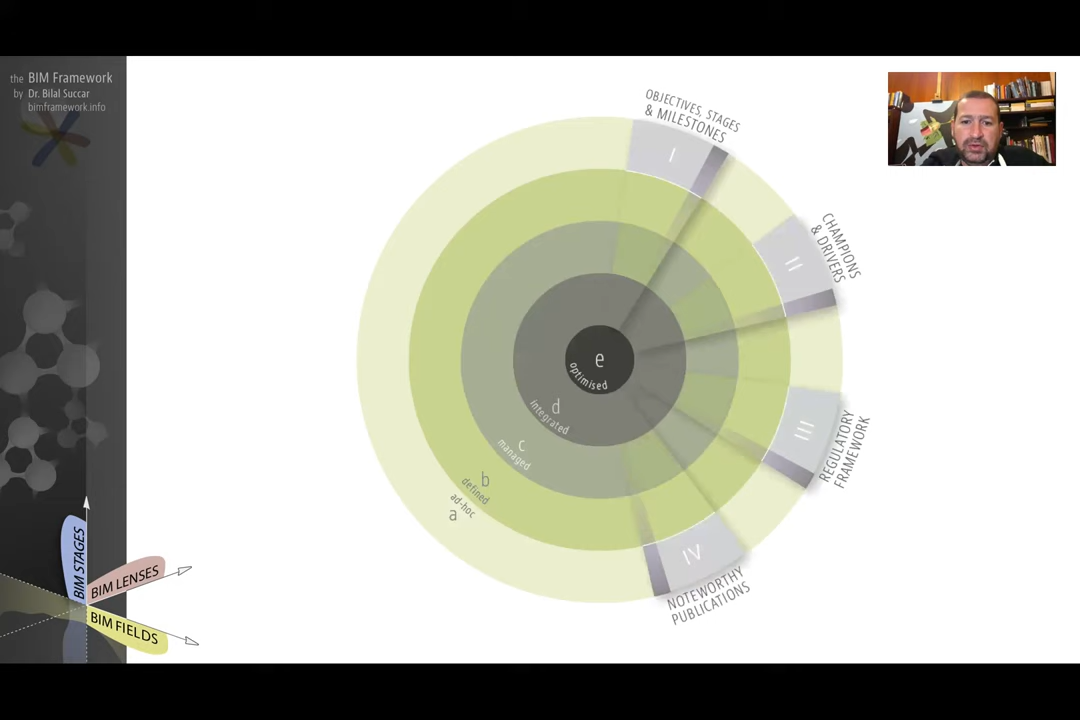 the BIM Framework
by Dr. Bilal Succar
bimframework.info
OBJECTIVES, STAGES
& MILESTONES
I
CHAMPIONS
& DRIVERS
II
III
REGULATORY
FRAMEWORK
IV
NOTEWORTHY
PUBLICATIONS
e
optimised
d
integrated
c
managed
b
defined
ad-hoc
a
BIM STAGES
BIM LENSES
BIM FIELDS